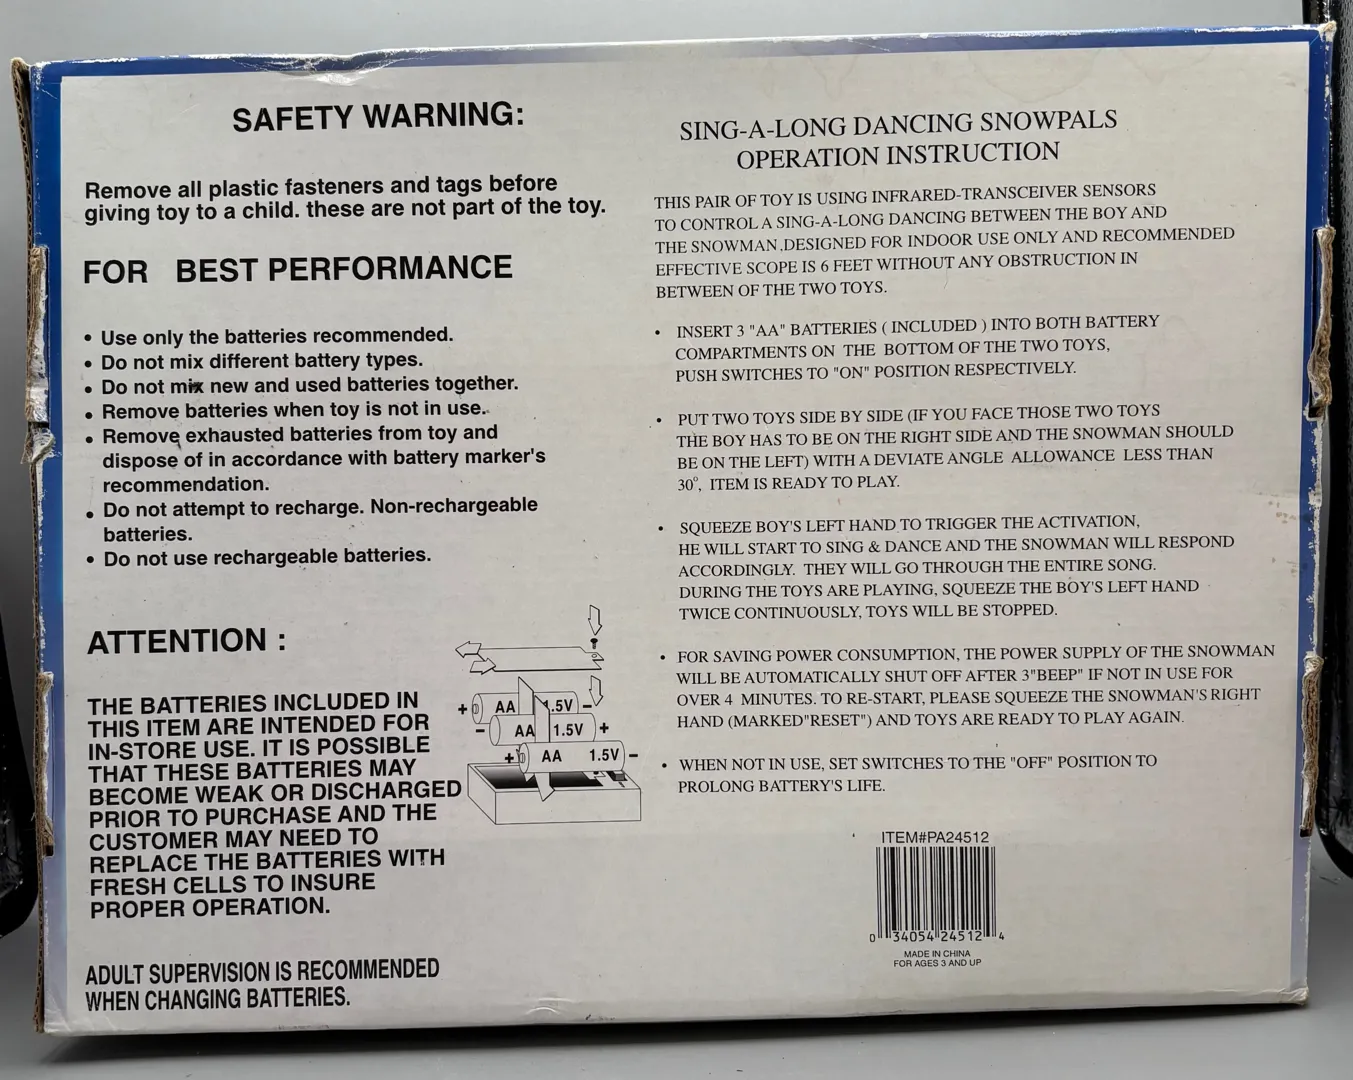 SAFETY WARNING:
Remove all plastic fasteners and tags before
giving toy to a child. these are not part of the toy.
FOR BEST PERFORMANCE
• Use only the batteries recommended.
• Do not mix different battery types.
• Do not mix new and used batteries together.
• Remove batteries when toy is not in use.
• Remove exhausted batteries from toy and
dispose of in accordance with battery marker's
recommendation.
• Do not attempt to recharge. Non-rechargeable
batteries.
• Do not use rechargeable batteries.
ATTENTION :
THE BATTERIES INCLUDED IN
THIS ITEM ARE INTENDED FOR
IN-STORE USE. IT IS POSSIBLE
THAT THESE BATTERIES MAY
BECOME WEAK OR DISCHARGED
PRIOR TO PURCHASE AND THE
CUSTOMER MAY NEED TO
REPLACE THE BATTERIES WITH
FRESH CELLS TO INSURE
PROPER OPERATION.
+ AA 1.5V -
- AA 1.5V +
+ AA 1.5V -
ADULT SUPERVISION IS RECOMMENDED
WHEN CHANGING BATTERIES.
SING-A-LONG DANCING SNOWPALS
OPERATION INSTRUCTION
THIS PAIR OF TOY IS USING INFRARED-TRANSCEIVER SENSORS
TO CONTROL A SING-A-LONG DANCING BETWEEN THE BOY AND
THE SNOWMAN ,DESIGNED FOR INDOOR USE ONLY AND RECOMMENDED
EFFECTIVE SCOPE IS 6 FEET WITHOUT ANY OBSTRUCTION IN
BETWEEN OF THE TWO TOYS.
• INSERT 3 "AA" BATTERIES ( INCLUDED ) INTO BOTH BATTERY
COMPARTMENTS ON THE BOTTOM OF THE TWO TOYS,
PUSH SWITCHES TO "ON" POSITION RESPECTIVELY.
• PUT TWO TOYS SIDE BY SIDE (IF YOU FACE THOSE TWO TOYS
THE BOY HAS TO BE ON THE RIGHT SIDE AND THE SNOWMAN SHOULD
BE ON THE LEFT) WITH A DEVIATE ANGLE ALLOWANCE LESS THAN
30°, ITEM IS READY TO PLAY.
• SQUEEZE BOY'S LEFT HAND TO TRIGGER THE ACTIVATION,
HE WILL START TO SING & DANCE AND THE SNOWMAN WILL RESPOND
ACCORDINGLY. THEY WILL GO THROUGH THE ENTIRE SONG.
DURING THE TOYS ARE PLAYING, SQUEEZE THE BOY'S LEFT HAND
TWICE CONTINUOUSLY, TOYS WILL BE STOPPED.
• FOR SAVING POWER CONSUMPTION, THE POWER SUPPLY OF THE SNOWMAN
WILL BE AUTOMATICALLY SHUT OFF AFTER 3"BEEP" IF NOT IN USE FOR
OVER 4 MINUTES. TO RE-START, PLEASE SQUEEZE THE SNOWMAN'S RIGHT
HAND (MARKED"RESET") AND TOYS ARE READY TO PLAY AGAIN.
• WHEN NOT IN USE, SET SWITCHES TO THE "OFF" POSITION TO
PROLONG BATTERY'S LIFE.
ITEM#PA24512
0 34054 24512 4
MADE IN CHINA
FOR AGES 3 AND UP